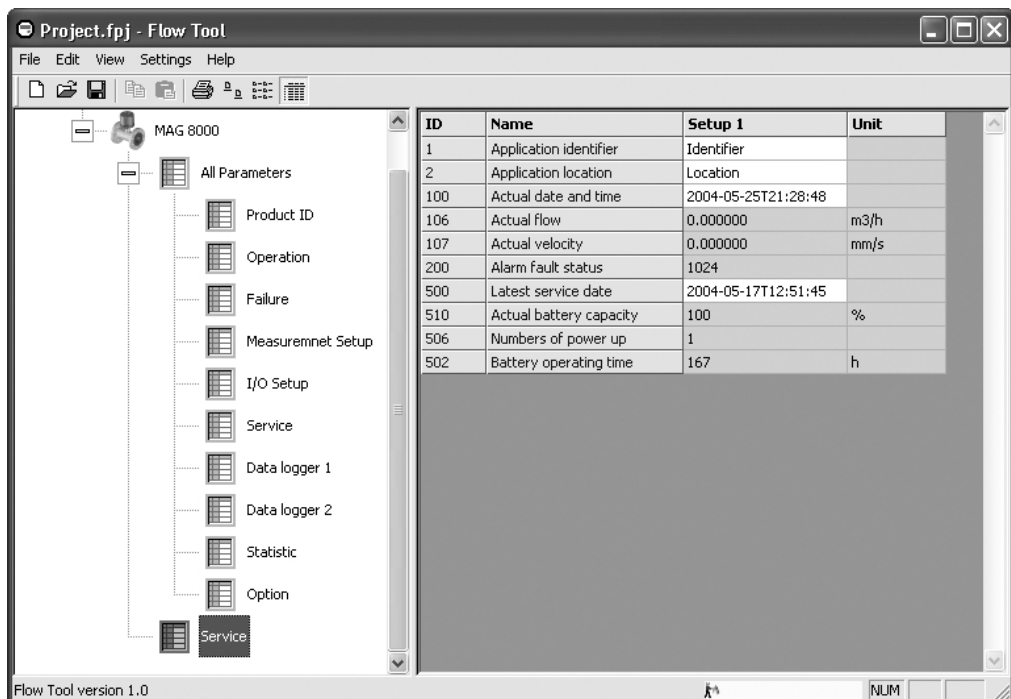 Project.fpj - Flow Tool
File Edit View Settings Help
MAG 8000
All Parameters
Product ID
Operation
Failure
Measuremnet Setup
I/O Setup
Service
Data logger 1
Data logger 2
Statistic
Option
Service
ID Name Setup 1 Unit
1 Application identifier Identifier
2 Application location Location
100 Actual date and time 2004-05-25T21:28:48
106 Actual flow 0.000000 m3/h
107 Actual velocity 0.000000 mm/s
200 Alarm fault status 1024
500 Latest service date 2004-05-17T12:51:45
510 Actual battery capacity 100 %
506 Numbers of power up 1
502 Battery operating time 167 h
Flow Tool version 1.0 NUM